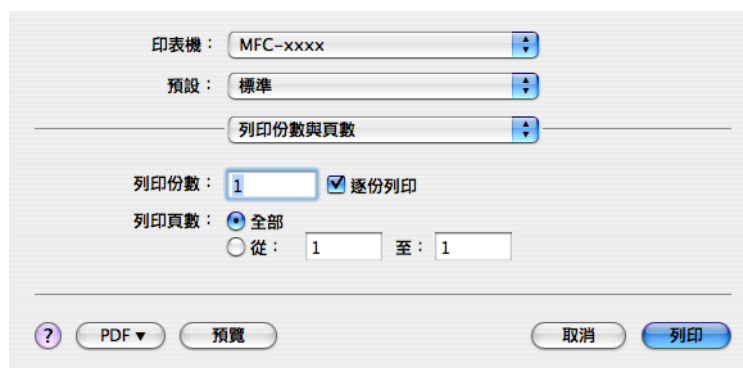 印表機： MFC-xxxx
預設： 標準
列印份數與頁數
列印份數： 1 逐份列印
列印頁數： 全部
從： 1 至： 1
? PDF▼ 預覽 取消 列印